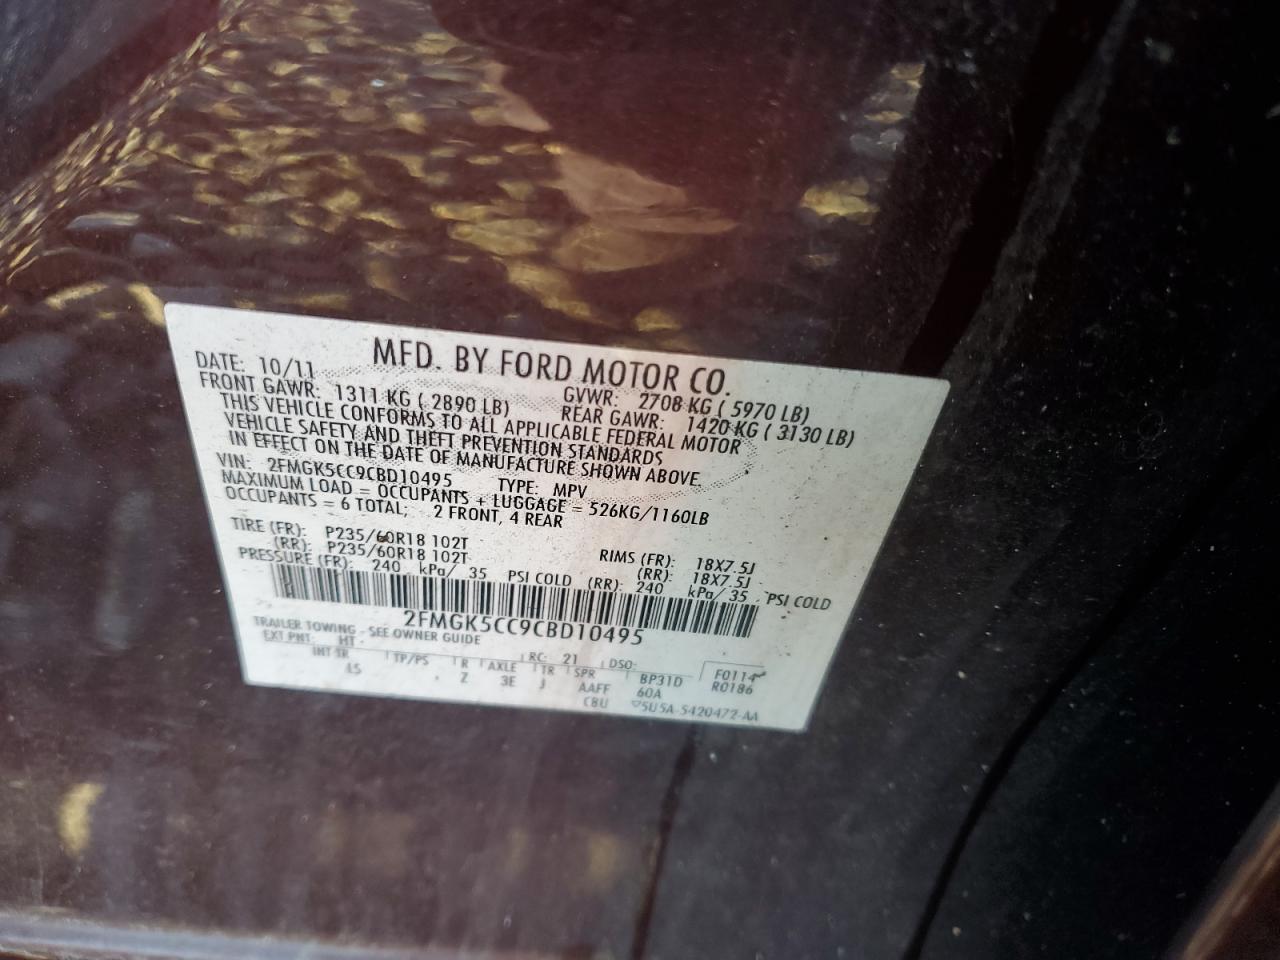 MFD. BY FORD MOTOR CO.
DATE: 10/11 GVWR: 2708 KG ( 5970 LB)
FRONT GAWR: 1311 KG ( 2890 LB) REAR GAWR: 1420 KG ( 3130 LB)
THIS VEHICLE CONFORMS TO ALL APPLICABLE FEDERAL MOTOR
VEHICLE SAFETY AND THEFT PREVENTION STANDARDS
IN EFFECT ON THE DATE OF MANUFACTURE SHOWN ABOVE.
VIN: 2FMGK5CC9CBD10495 TYPE: MPV
MAXIMUM LOAD = OCCUPANTS + LUGGAGE = 526KG/1160LB
OCCUPANTS = 6 TOTAL; 2 FRONT, 4 REAR
TIRE (FR): P235/60R18 102T RIMS (FR): 18X7.5J
(RR): P235/60R18 102T (RR): 18X7.5J
PRESSURE (FR): 240 kPa/ 35 PSI COLD (RR): 240 kPa/ 35 PSI COLD
2FMGK5CC9CBD10495
TRAILER TOWING - SEE OWNER GUIDE
EXT PNT: HT RC: 21 DSO: F0114
INT TR TP/PS R AXLE TR SPR BP31D R0186
Z 3E J AAFF 60A
CBU 5U5A-5420472-AA